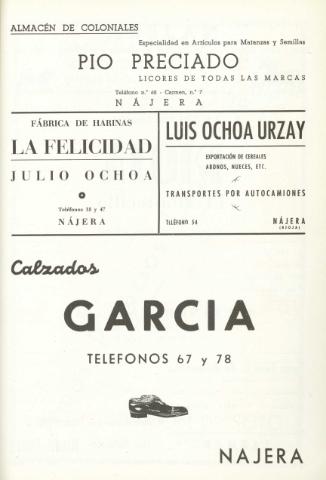 ALMACÉN DE COLONIALES
Especialidad en Artículos para Matanzas y Semillas
PIO PRECIADO
LICORES DE TODAS LAS MARCAS
Teléfono n.º 68 - Carmen, n.º 7
NÁJERA
FÁBRICA DE HARINAS
LA FELICIDAD
JULIO OCHOA
Teléfonos 18 y 47
NÁJERA
LUIS OCHOA URZAY
EXPORTACIÓN DE CEREALES
ABONOS, NUECES, ETC.
TRANSPORTES POR AUTOCAMIONES
TELÉFONO 54
NÁJERA
(RIOJA)
Calzados
GARCIA
TELEFONOS 67 y 78
NAJERA